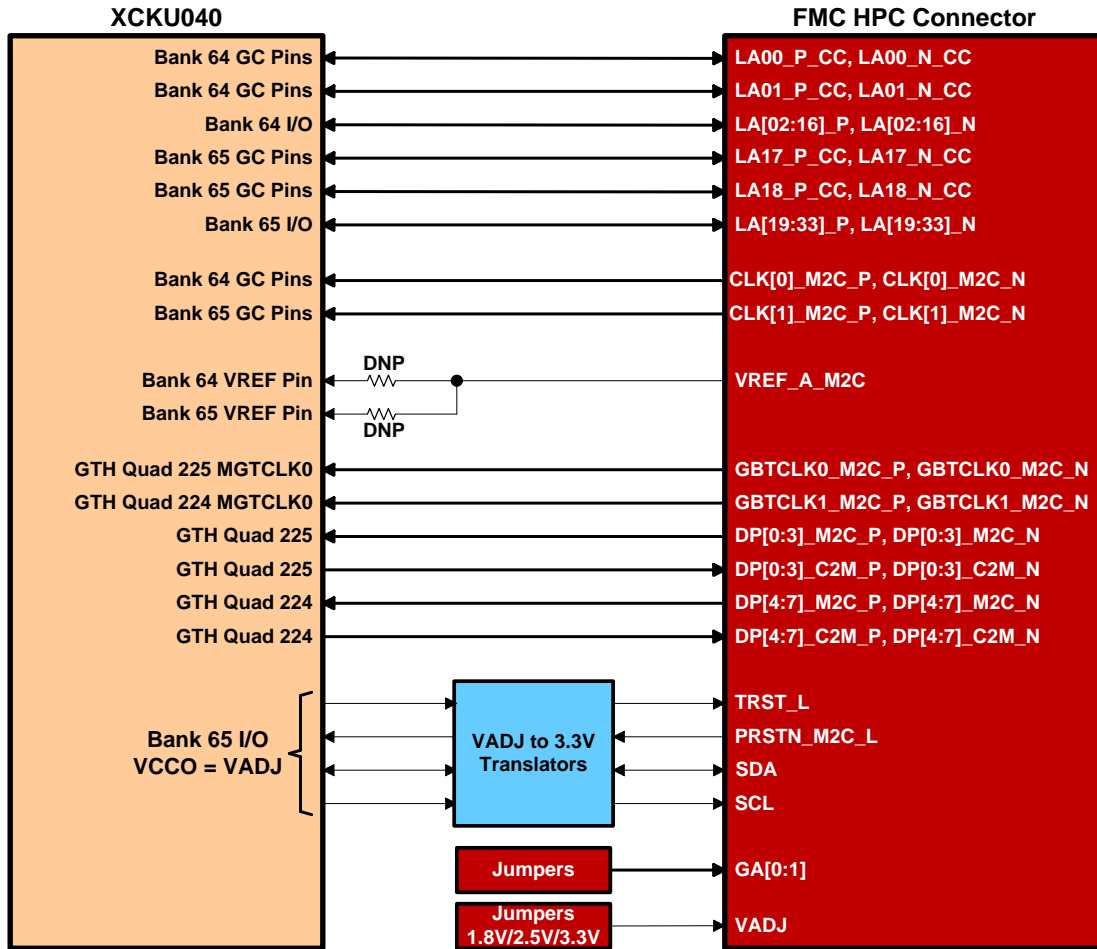 XCKU040
FMC HPC Connector
Bank 64 GC Pins
LA00_P_CC, LA00_N_CC
Bank 64 GC Pins
LA01_P_CC, LA01_N_CC
Bank 64 I/O
LA[02:16]_P, LA[02:16]_N
Bank 65 GC Pins
LA17_P_CC, LA17_N_CC
Bank 65 GC Pins
LA18_P_CC, LA18_N_CC
Bank 65 I/O
LA[19:33]_P, LA[19:33]_N
Bank 64 GC Pins
CLK[0]_M2C_P, CLK[0]_M2C_N
Bank 65 GC Pins
CLK[1]_M2C_P, CLK[1]_M2C_N
DNP
Bank 64 VREF Pin
VREF_A_M2C
Bank 65 VREF Pin
DNP
GTH Quad 225 MGTCLK0
GBTCLK0_M2C_P, GBTCLK0_M2C_N
GTH Quad 224 MGTCLK0
GBTCLK1_M2C_P, GBTCLK1_M2C_N
GTH Quad 225
DP[0:3]_M2C_P, DP[0:3]_M2C_N
GTH Quad 225
DP[0:3]_C2M_P, DP[0:3]_C2M_N
GTH Quad 224
DP[4:7]_M2C_P, DP[4:7]_M2C_N
GTH Quad 224
DP[4:7]_C2M_P, DP[4:7]_C2M_N
Bank 65 I/O
VCCO = VADJ
VADJ to 3.3V
Translators
TRST_L
PRSTN_M2C_L
SDA
SCL
Jumpers
GA[0:1]
Jumpers
1.8V/2.5V/3.3V
VADJ